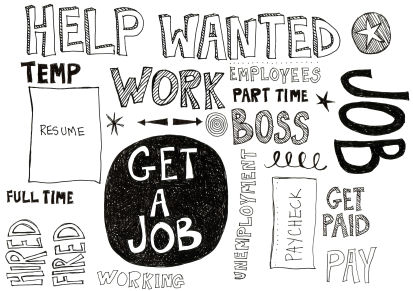 HELP WANTED
TEMP
WORK
EMPLOYEES
PART TIME
JOB
RESUME
BOSS
GET
A
JOB
FULL TIME
HIRED
FIRED
WORKING
UNEMPLOYMENT
PAYCHECK
GET
PAID
PAY